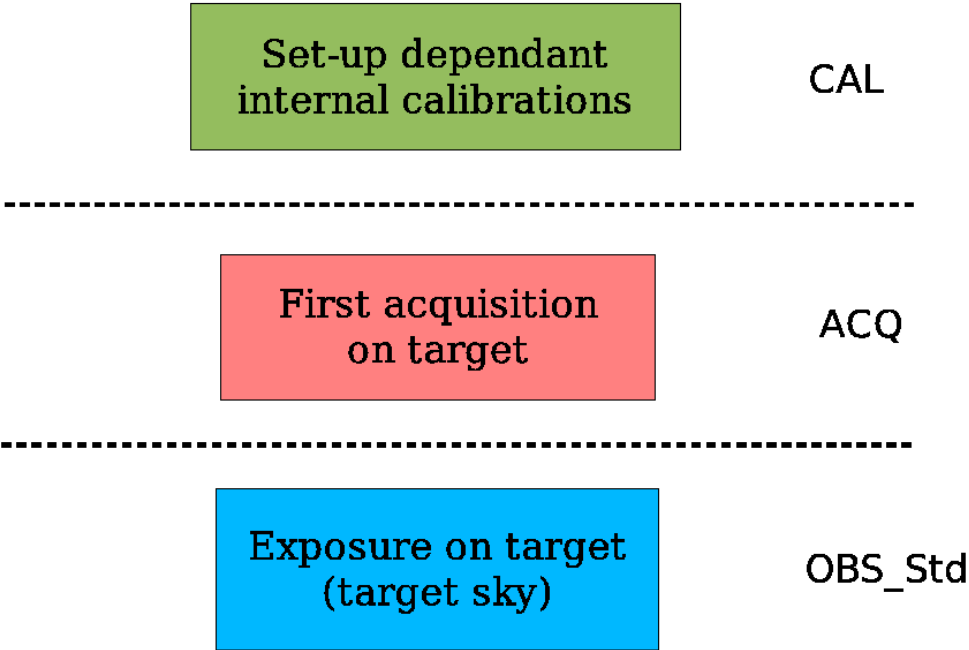 Set-up dependant
internal calibrations
CAL
First acquisition
on target
ACQ
Exposure on target
(target sky)
OBS_Std